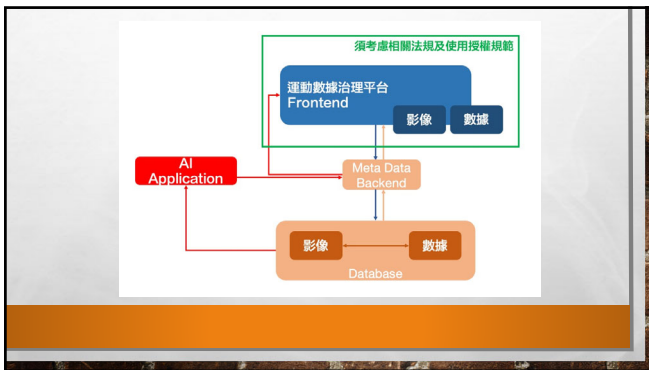 須考慮相關法規及使用授權規範
運動數據治理平台
Frontend
影像
數據
AI
Application
Meta Data
Backend
影像
數據
Database